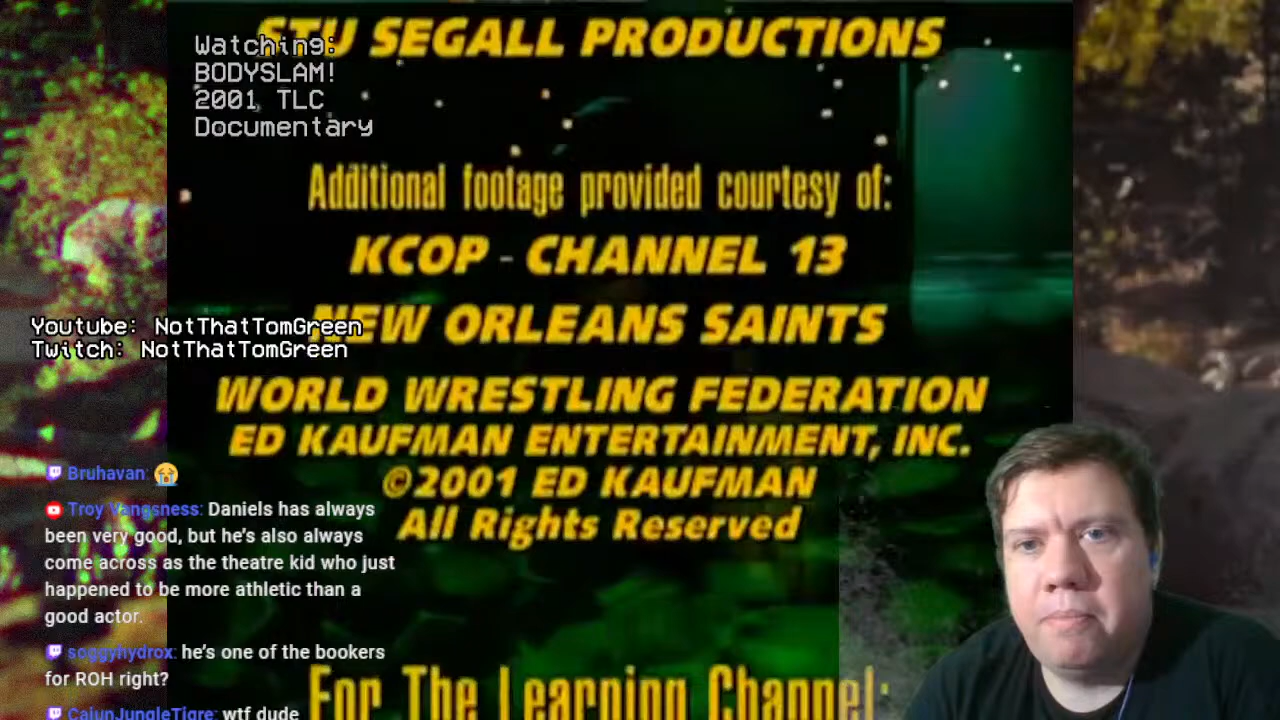 STU SEGALL PRODUCTIONS
Watching:
BODYSLAM!
2001 TLC
Documentary
Additional footage provided courtesy of:
KCOP - CHANNEL 13
NEW ORLEANS SAINTS
Youtube: NotThatTomGreen
Twitch: NotThatTomGreen
WORLD WRESTLING FEDERATION
ED KAUFMAN ENTERTAINMENT, INC.
©2001 ED KAUFMAN
All Rights Reserved
Bruhavan: 😭
Troy Vangsness: Daniels has always
been very good, but he's also always
come across as the theatre kid who just
happened to be more athletic than a
good actor.
soggyhydrox: he's one of the bookers
for ROH right?
CajunJungleTigre: wtf dude
For The Learning Channel: